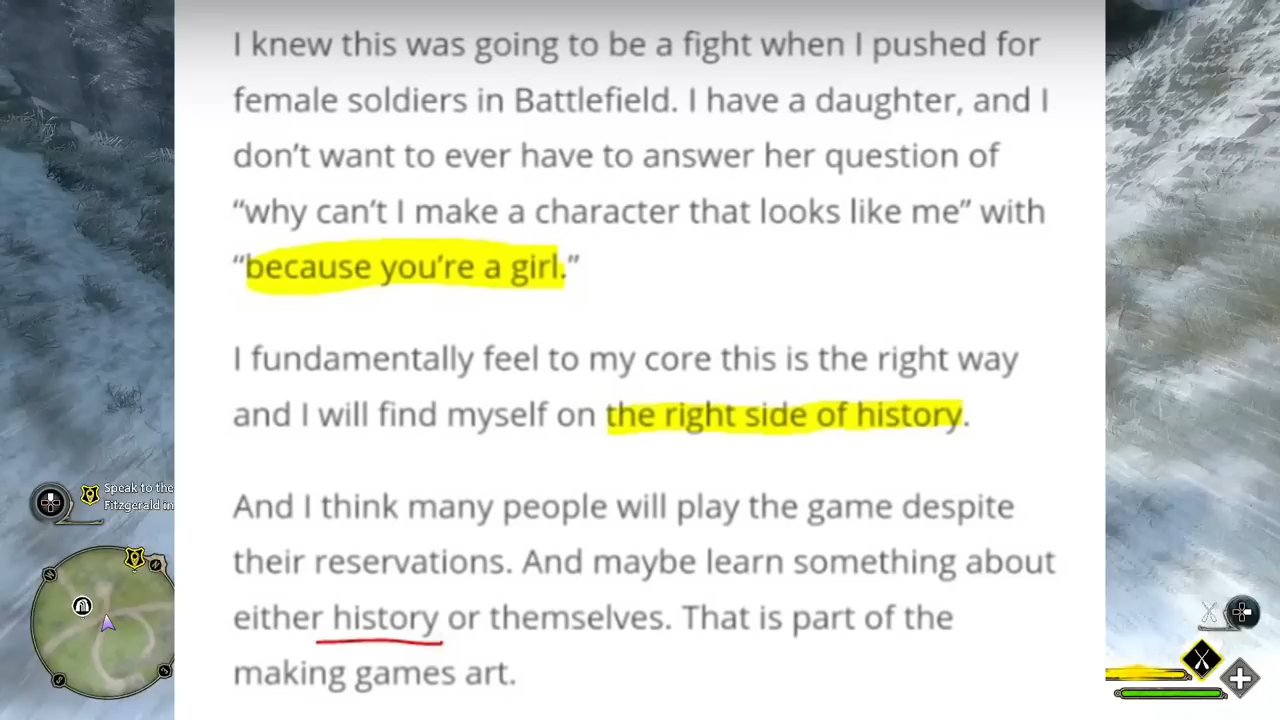 I knew this was going to be a fight when I pushed for
female soldiers in Battlefield. I have a daughter, and I
don't want to ever have to answer her question of
“why can't I make a character that looks like me” with
“because you're a girl.”
I fundamentally feel to my core this is the right way
and I will find myself on the right side of history.
And I think many people will play the game despite
their reservations. And maybe learn something about
either history or themselves. That is part of the
making games art.
Speak to the
Fitzgerald in